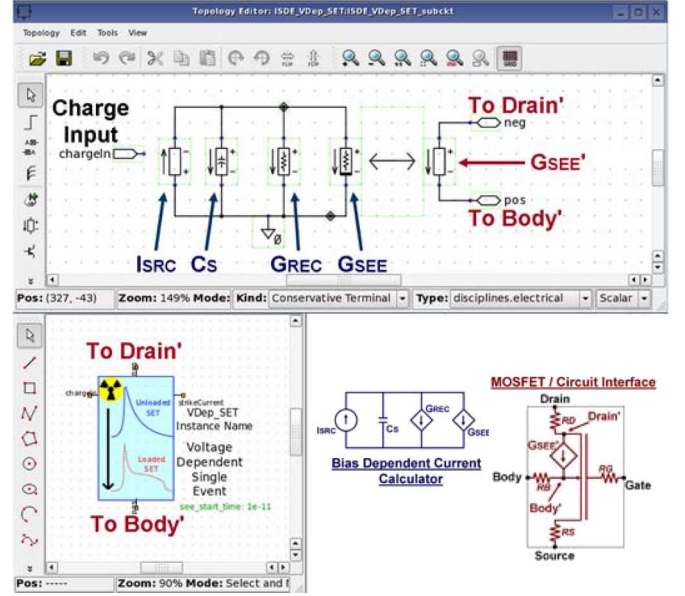 Topology Editor: ISDE_VDep_SET:ISDE_VDep_SET_subckt
Topology Edit Tools View
Charge
Input
chargeIn
To Drain'
neg
GSEE'
pos
To Body'
ISRC CS GREC GSEE
Pos: (327, -43) Zoom: 149% Mode: Kind: Conservative Terminal Type: disciplines.electrical Scalar
To Drain'
chargeIn
strikeCurrent
Unloaded
SET
VDep_SET
Instance Name
Loaded
SET
Voltage
Dependent
Single
Event
see_start_time: 1e-11
To Body'
Pos: ----- Zoom: 90% Mode: Select and
ISRC
CS
GREC
GSEE
Bias Dependent Current
Calculator
MOSFET / Circuit Interface
Drain
RD
Drain'
GSEE'
Body
RB
RG
Gate
Body'
RS
Source